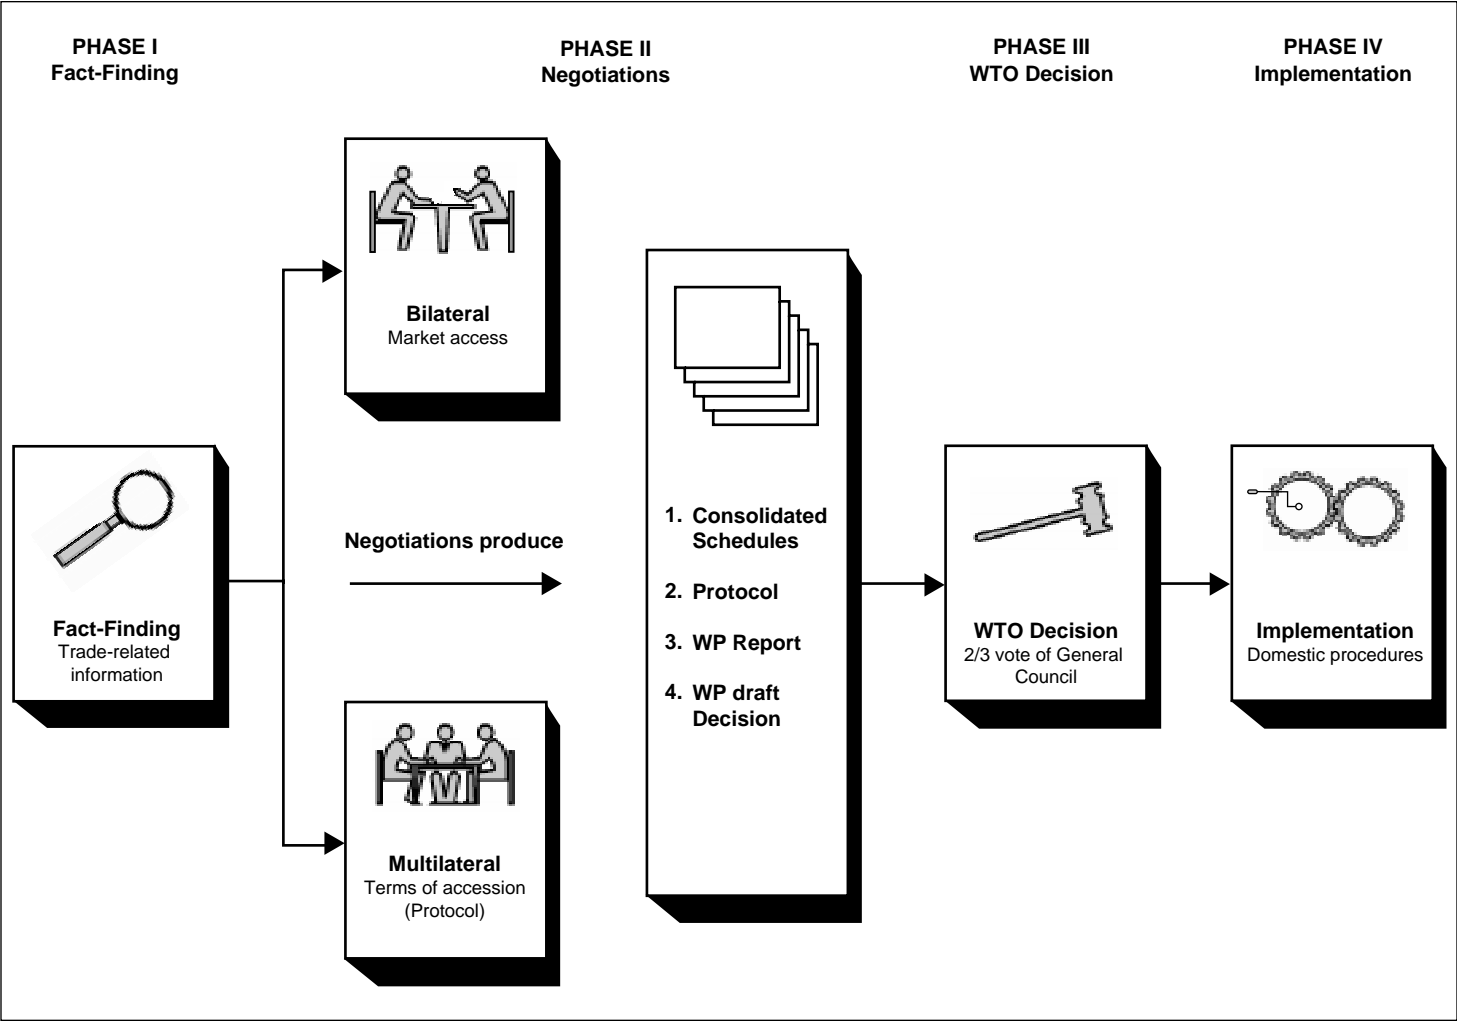 PHASE I
Fact-Finding
PHASE II
Negotiations
PHASE III
WTO Decision
PHASE IV
Implementation
Bilateral
Market access
Fact-Finding
Trade-related
information
Negotiations produce
Multilateral
Terms of accession
(Protocol)
1. Consolidated
Schedules
2. Protocol
3. WP Report
4. WP draft
Decision
WTO Decision
2/3 vote of General
Council
Implementation
Domestic procedures